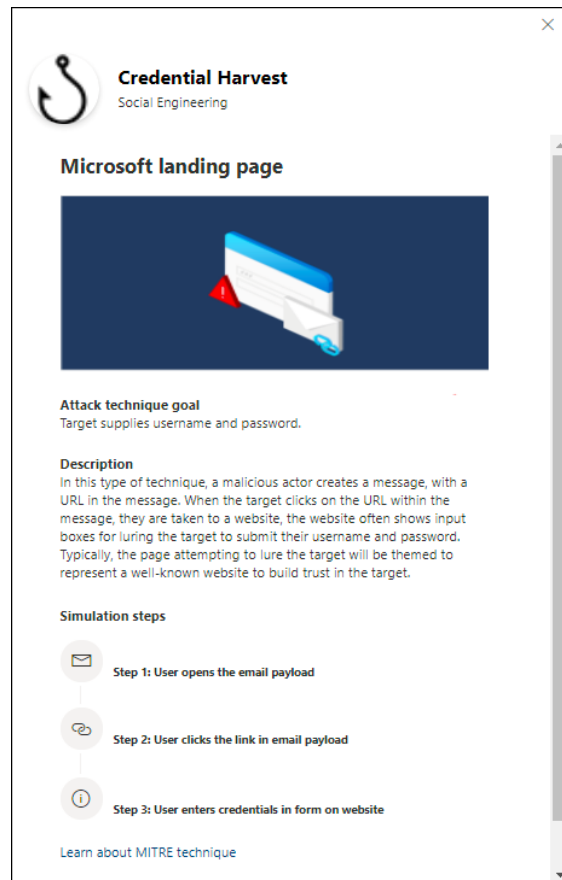 Credential Harvest
Social Engineering
Microsoft landing page
Attack technique goal
Target supplies username and password.
Description
In this type of technique, a malicious actor creates a message, with a
URL in the message. When the target clicks on the URL within the
message, they are taken to a website, the website often shows input
boxes for luring the target to submit their username and password.
Typically, the page attempting to lure the target will be themed to
represent a well-known website to build trust in the target.
Simulation steps
Step 1: User opens the email payload
Step 2: User clicks the link in email payload
Step 3: User enters credentials in form on website
Learn about MITRE technique